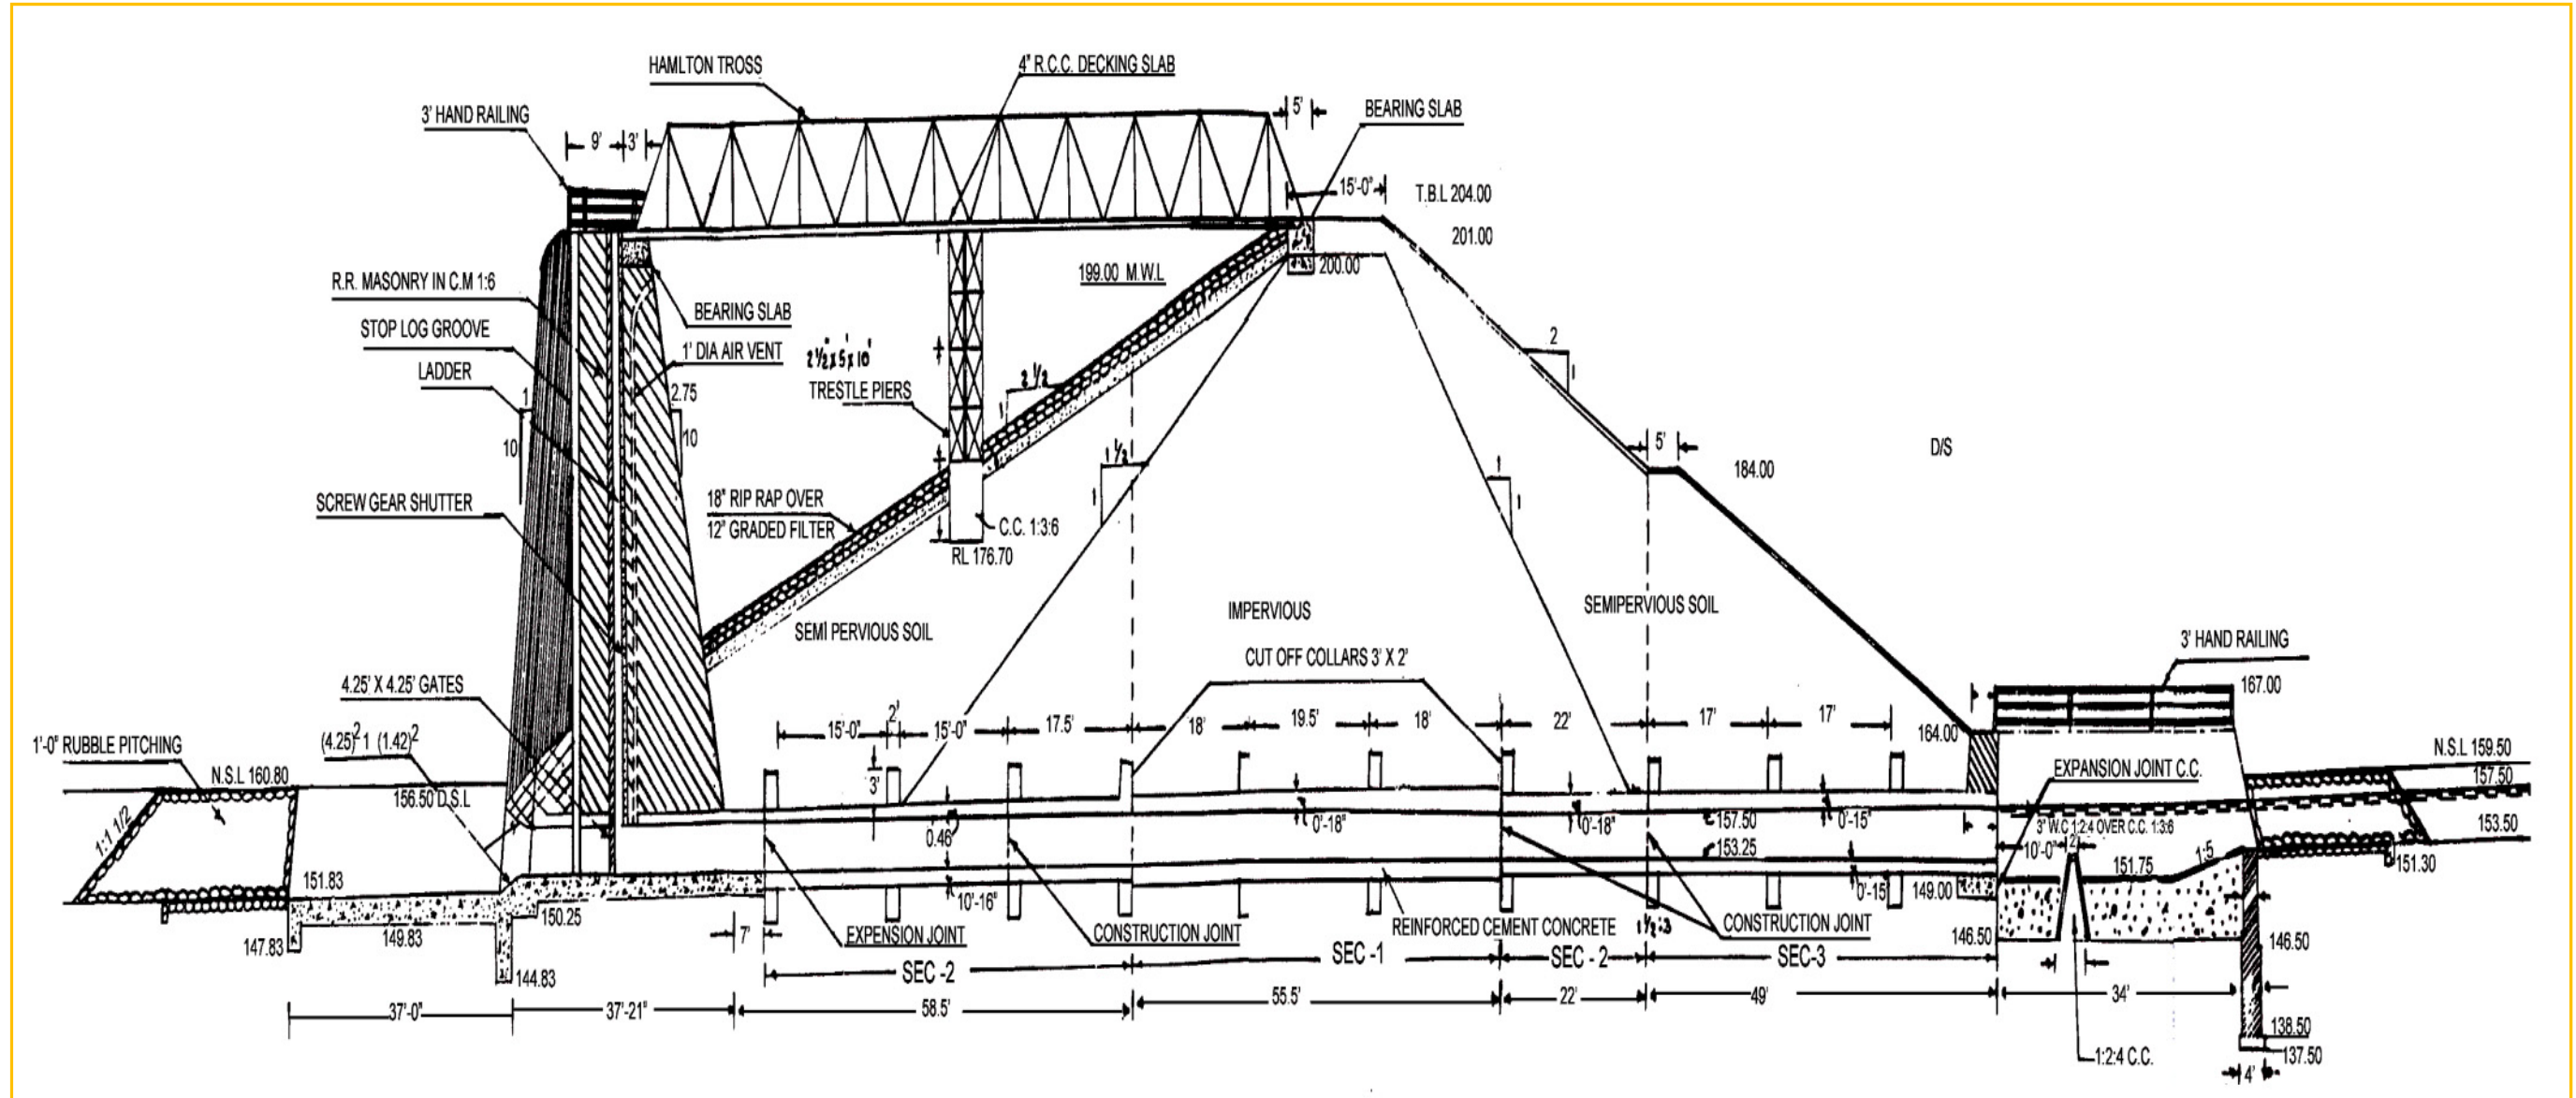 HAMLTON TROSS
4" R.C.C. DECKING SLAB
3' HAND RAILING
9'
3'
5'
BEARING SLAB
15'-0"
T.B.L 204.00
201.00
199.00 M.W.L
200.00
R.R. MASONRY IN C.M 1:6
STOP LOG GROOVE
LADDER
BEARING SLAB
1' DIA AIR VENT
TRESTLE PIERS
2.75
10
1
10
2 1/2
1
1 1/2
1
2
1
1
1
5'
184.00
D/S
SCREW GEAR SHUTTER
18" RIP RAP OVER
12" GRADED FILTER
C.C. 1:3:6
RL 176.70
SEMI PERVIOUS SOIL
IMPERVIOUS
SEMIPERVIOUS SOIL
CUT OFF COLLARS 3' X 2'
3' HAND RAILING
167.00
4.25' X 4.25' GATES
(4.25)2 1 (1.42)2
1'-0" RUBBLE PITCHING
N.S.L 160.80
156.50 D.S.L
1:1 1/2
15'-0"
2'
15'-0"
17.5'
18'
19.5'
18'
22'
17'
17'
164.00
3'
N.S.L 159.50
157.50
EXPANSION JOINT C.C.
0.46'
0'-18"
0'-18"
157.50
0'-15"
3' W.C 1:2:4 OVER C.C. 1:3:6
153.50
153.25
10'-0"
2'
1:5
151.75
151.30
151.83
150.25
149.83
147.83
144.83
7'
10'-16"
0'-15"
149.00
EXPENSION JOINT
CONSTRUCTION JOINT
REINFORCED CEMENT CONCRETE
1 1/2:3
CONSTRUCTION JOINT
146.50
146.50
SEC -2
SEC -1
SEC - 2
SEC-3
37'-0"
37'-21"
58.5'
55.5'
22'
49'
34'
138.50
137.50
1:2:4 C.C.
4'